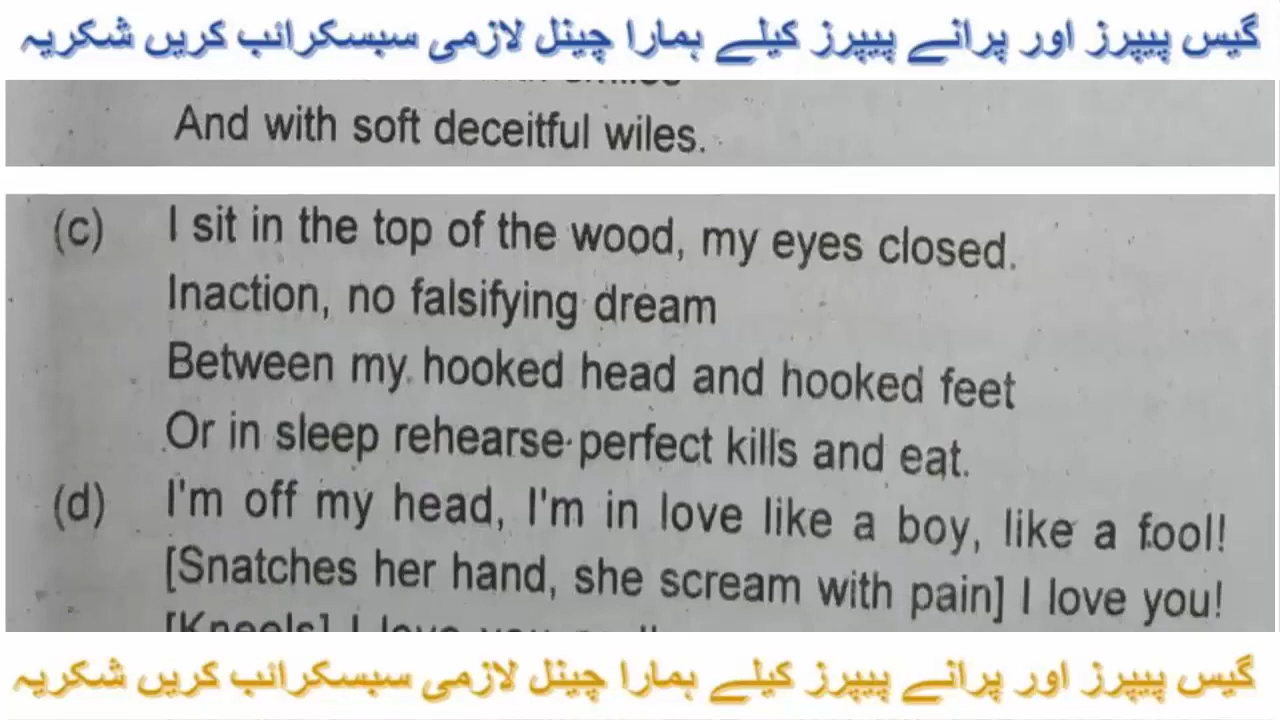 گیس پیپرز اور پرانے پیپرز کیلے ہمارا چینل لازمی سبسکرائب کریں شکریہ
And with soft deceitful wiles.
(c) I sit in the top of the wood, my eyes closed.
Inaction, no falsifying dream
Between my hooked head and hooked feet
Or in sleep rehearse perfect kills and eat.
(d) I'm off my head, I'm in love like a boy, like a fool!
[Snatches her hand, she scream with pain] I love you!
[Kneels] I love you
گیس پیپرز اور پرانے پیپرز کیلے ہمارا چینل لازمی سبسکرائب کریں شکریہ